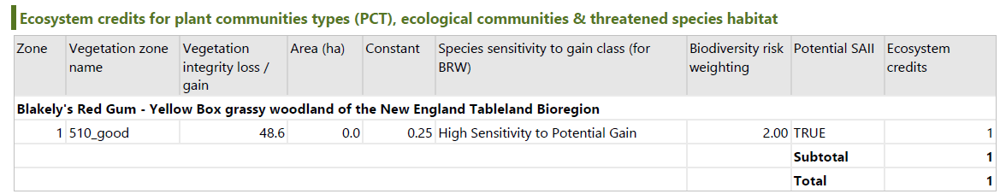 Ecosystem credits for plant communities types (PCT), ecological communities & threatened species habitat
Zone Vegetation zone name Vegetation integrity loss / gain Area (ha) Constant Species sensitivity to gain class (for BRW) Biodiversity risk weighting Potential SAII Ecosystem credits
Blakely's Red Gum - Yellow Box grassy woodland of the New England Tableland Bioregion
1 510_good 48.6 0.0 0.25 High Sensitivity to Potential Gain 2.00 TRUE 1
Subtotal 1
Total 1